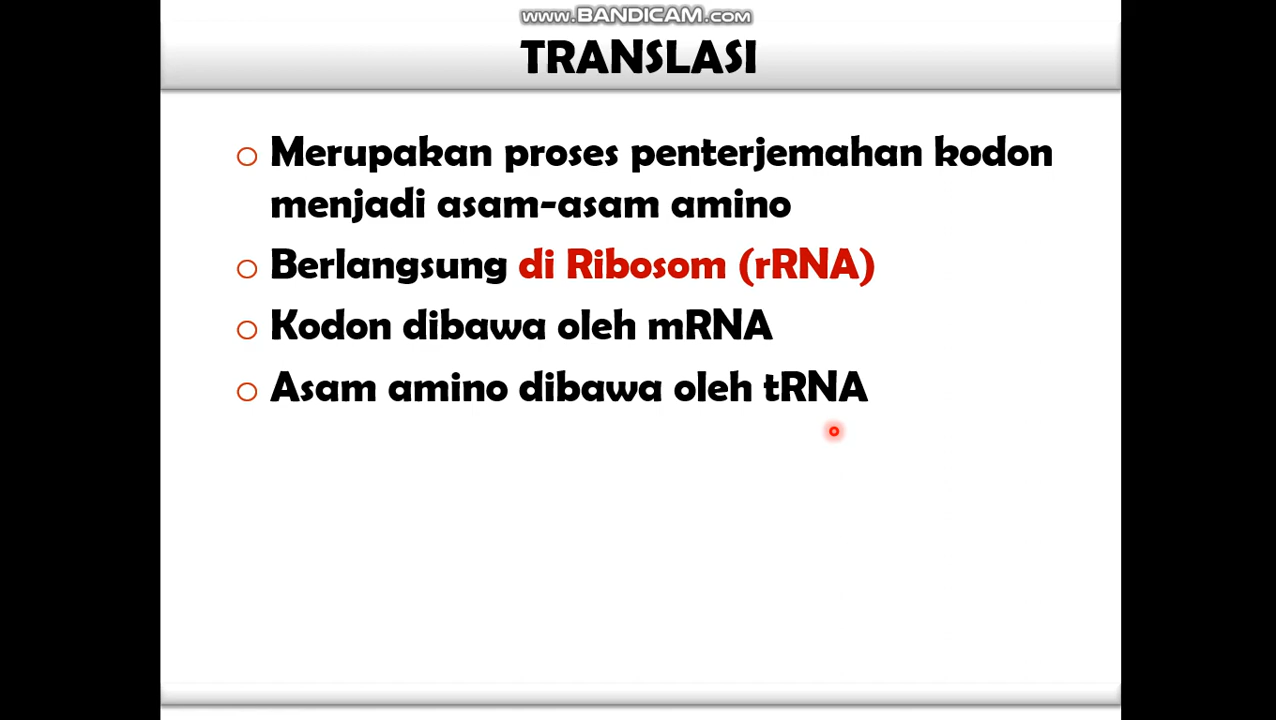 www.BANDICAM.com
TRANSLASI
Merupakan proses penterjemahan kodon
menjadi asam-asam amino
Berlangsung di Ribosom (rRNA)
Kodon dibawa oleh mRNA
Asam amino dibawa oleh tRNA